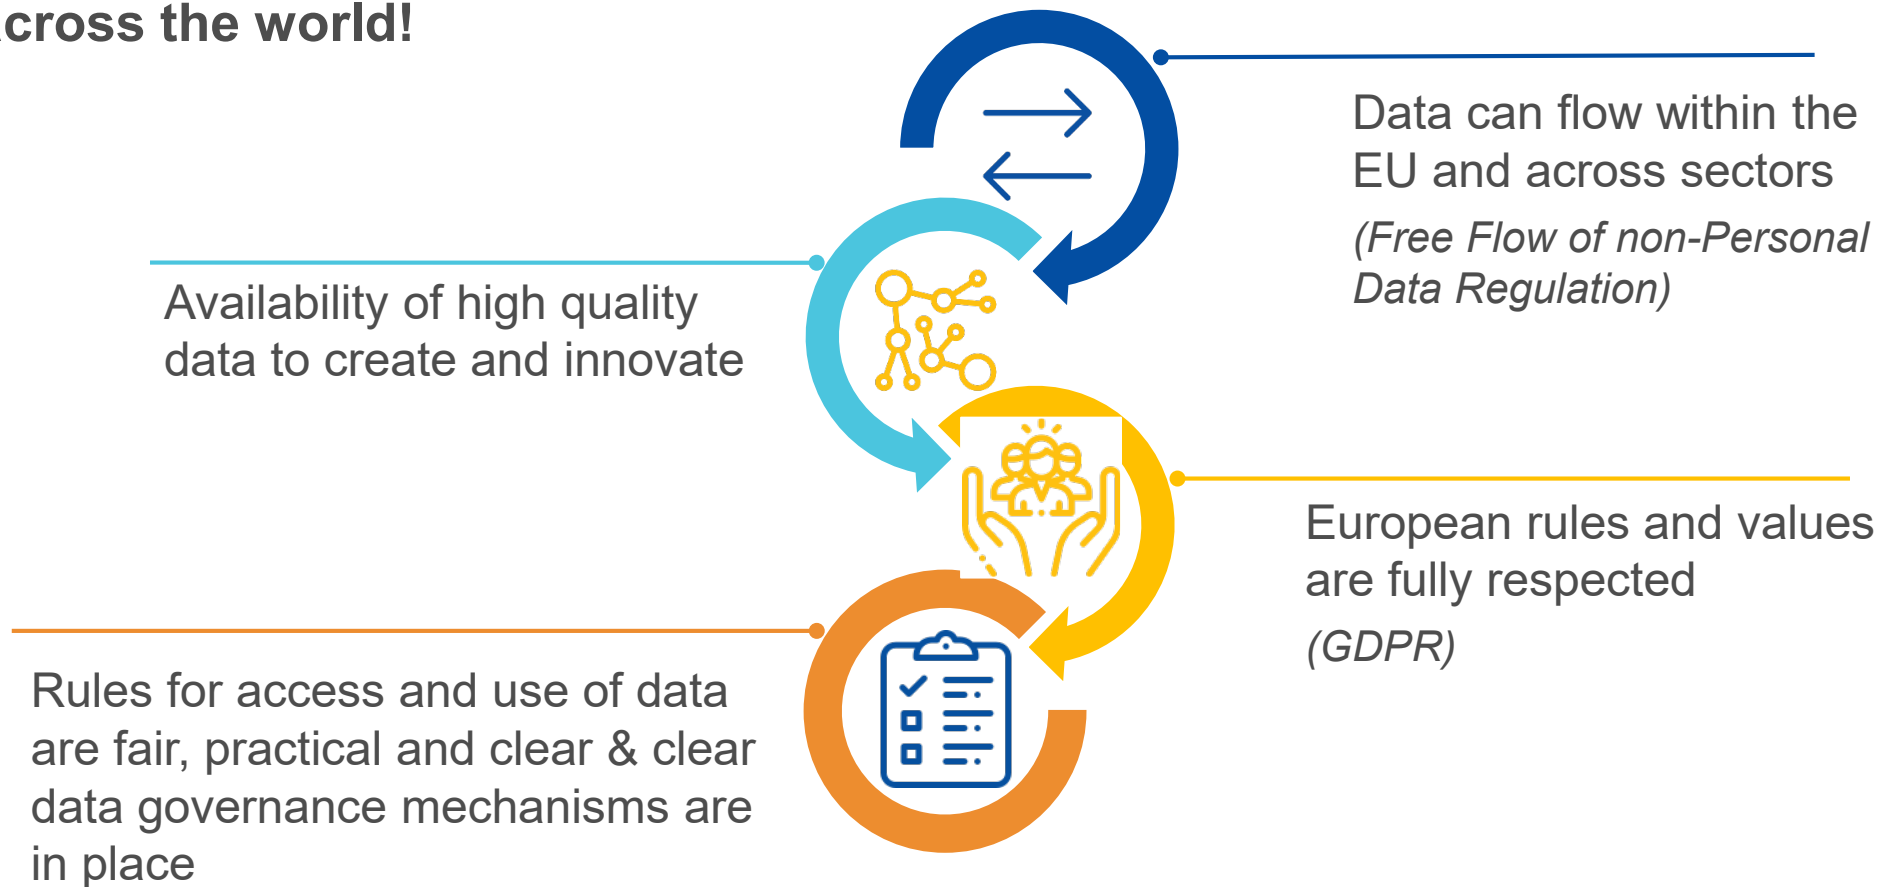 across the world!
Data can flow within the
EU and across sectors
(Free Flow of non-Personal
Data Regulation)
Availability of high quality
data to create and innovate
European rules and values
are fully respected
(GDPR)
Rules for access and use of data
are fair, practical and clear & clear
data governance mechanisms are
in place